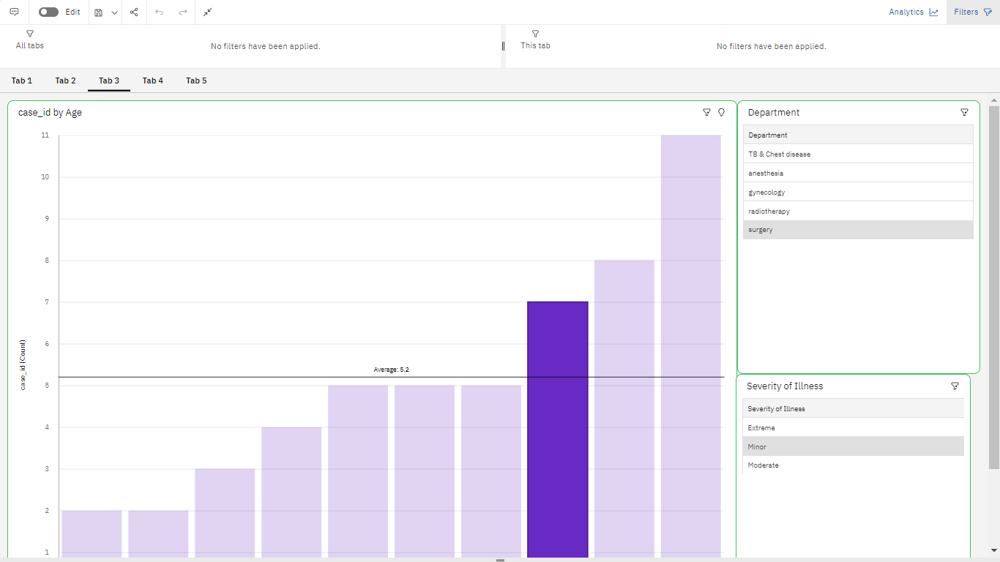 Edit
Analytics
Filters
All tabs
No filters have been applied.
This tab
No filters have been applied.
Tab 1
Tab 2
Tab 3
Tab 4
Tab 5
case_id by Age
11
10
9
8
7
6
5
4
3
2
1
case_id (Count)
Average: 5.2
Department
Department
TB & Chest disease
anesthesia
gynecology
radiotherapy
surgery
Severity of Illness
Severity of Illness
Extreme
Minor
Moderate